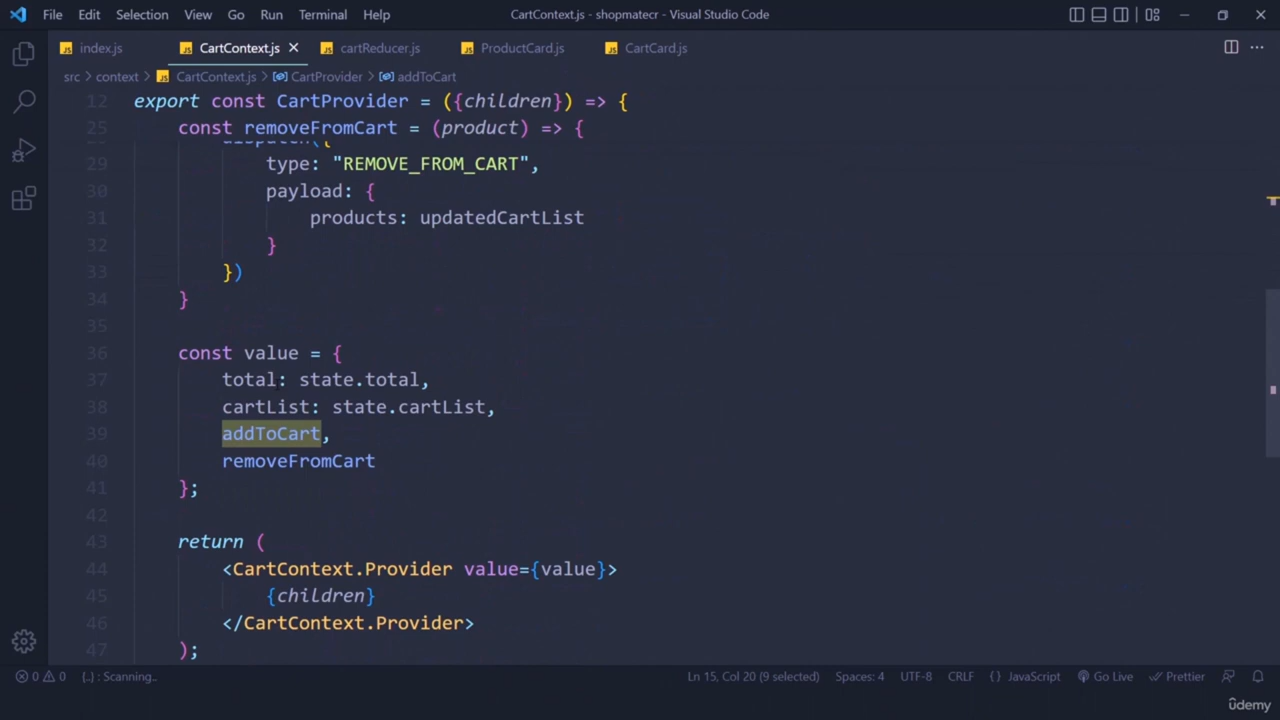 File Edit Selection View Go Run Terminal Help CartContext.js - shopmatecr - Visual Studio Code
index.js CartContext.js cartReducer.js ProductCard.js CartCard.js
src > context > CartContext.js > CartProvider > addToCart
12 export const CartProvider = ({children}) => {
25 const removeFromCart = (product) => {
dispatch({
29 type: "REMOVE_FROM_CART",
30 payload: {
31 products: updatedCartList
32 }
33 })
34 }
35
36 const value = {
37 total: state.total,
38 cartList: state.cartList,
39 addToCart,
40 removeFromCart
41 };
42
43 return (
44 <CartContext.Provider value={value}>
45 {children}
46 </CartContext.Provider>
47 );
0 0 {..} : Scanning.. Ln 15, Col 20 (9 selected) Spaces: 4 UTF-8 CRLF {} JavaScript Go Live Prettier
ûdemy